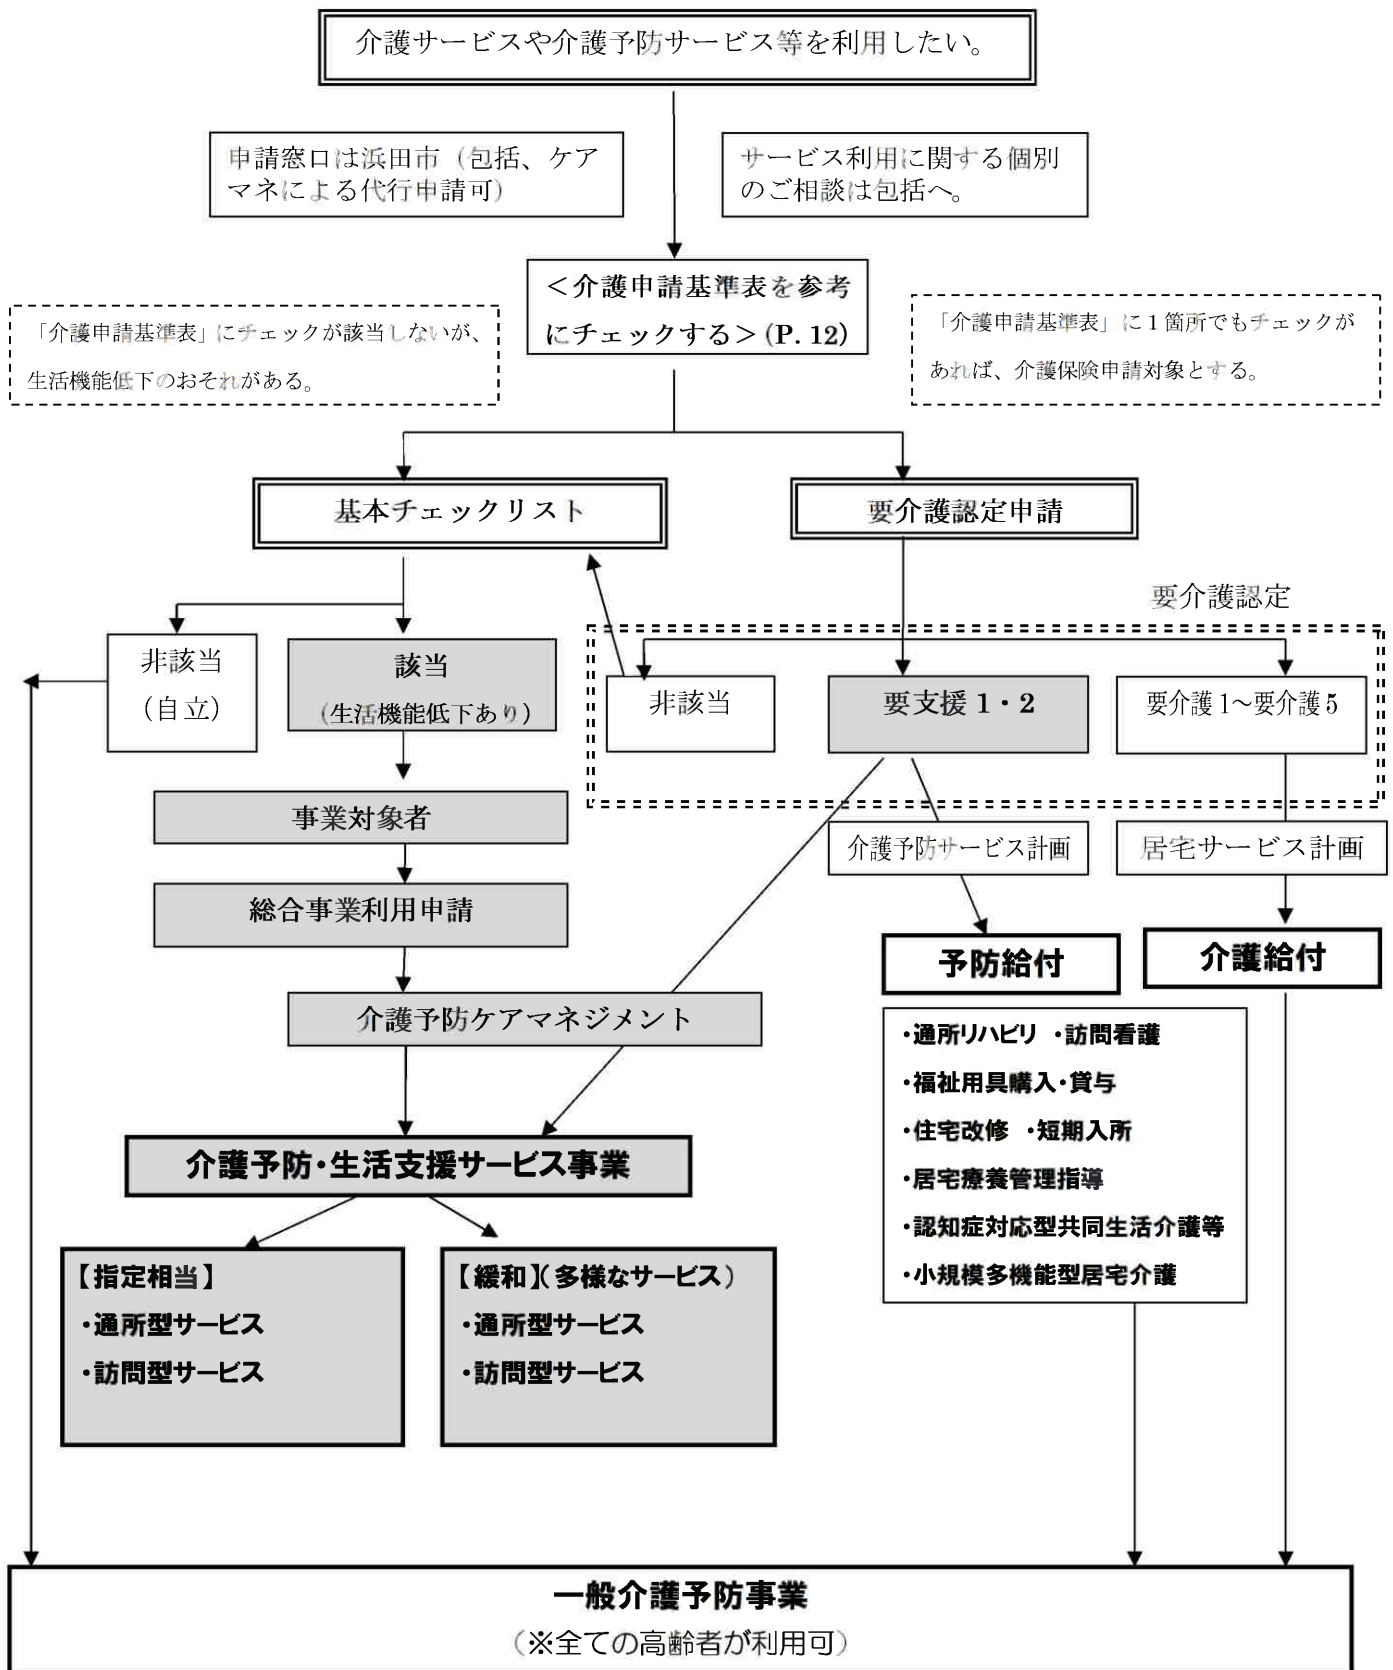 介護サービスや介護予防サービス等を利用したい。
申請窓口は浜田市（包括、ケア
マネによる代行申請可）
サービス利用に関する個別
のご相談は包括へ。
＜介護申請基準表を参考
にチェックする＞(P. 12)
「介護申請基準表」にチェックが該当しないが、
生活機能低下のおそれがある。
「介護申請基準表」に１箇所でもチェックが
あれば、介護保険申請対象とする。
基本チェックリスト
要介護認定申請
要介護認定
非該当
（自立）
該当
（生活機能低下あり）
非該当
要支援 1・2
要介護 1～要介護 5
事業対象者
介護予防サービス計画
居宅サービス計画
総合事業利用申請
予防給付
介護給付
介護予防ケアマネジメント
・通所リハビリ ・訪問看護
・福祉用具購入・貸与
・住宅改修 ・短期入所
・居宅療養管理指導
・認知症対応型共同生活介護等
・小規模多機能型居宅介護
介護予防・生活支援サービス事業
【指定相当】
・通所型サービス
・訪問型サービス
【緩和】（多様なサービス）
・通所型サービス
・訪問型サービス
一般介護予防事業
（※全ての高齢者が利用可）